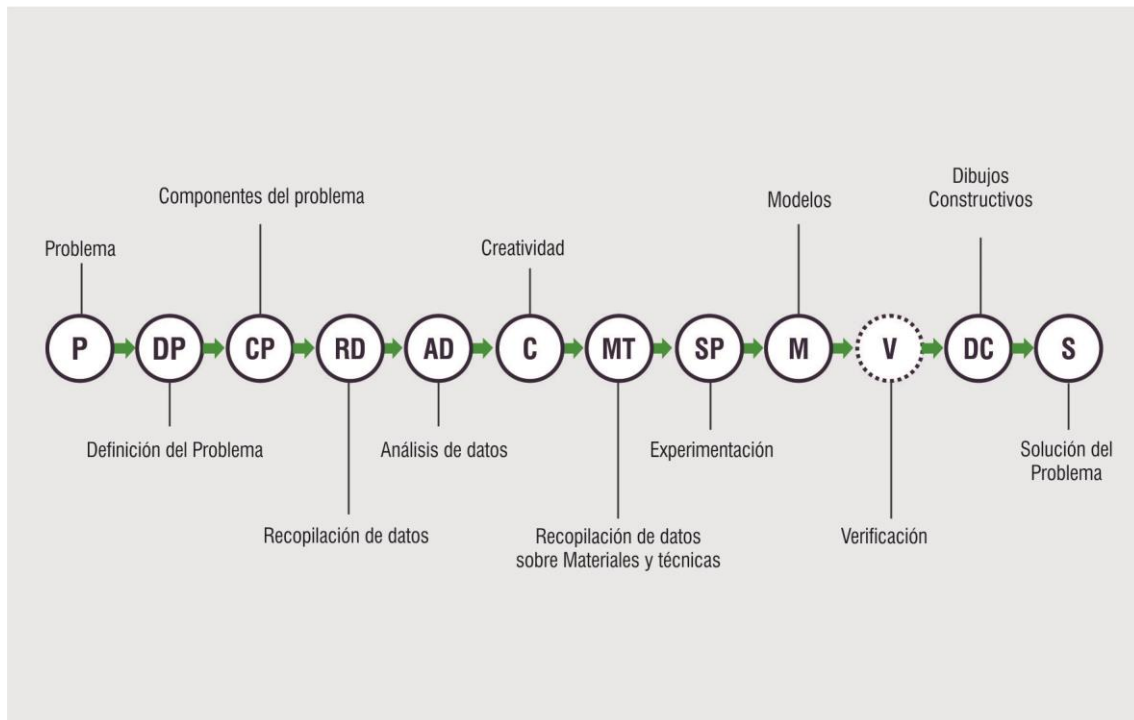 Componentes del problema
Problema
Creatividad
Modelos
Dibujos
Constructivos
P
DP
CP
RD
AD
C
MT
SP
M
V
DC
S
Definición del Problema
Análisis de datos
Experimentación
Solución del
Problema
Recopilación de datos
Recopilación de datos
sobre Materiales y técnicas
Verificación